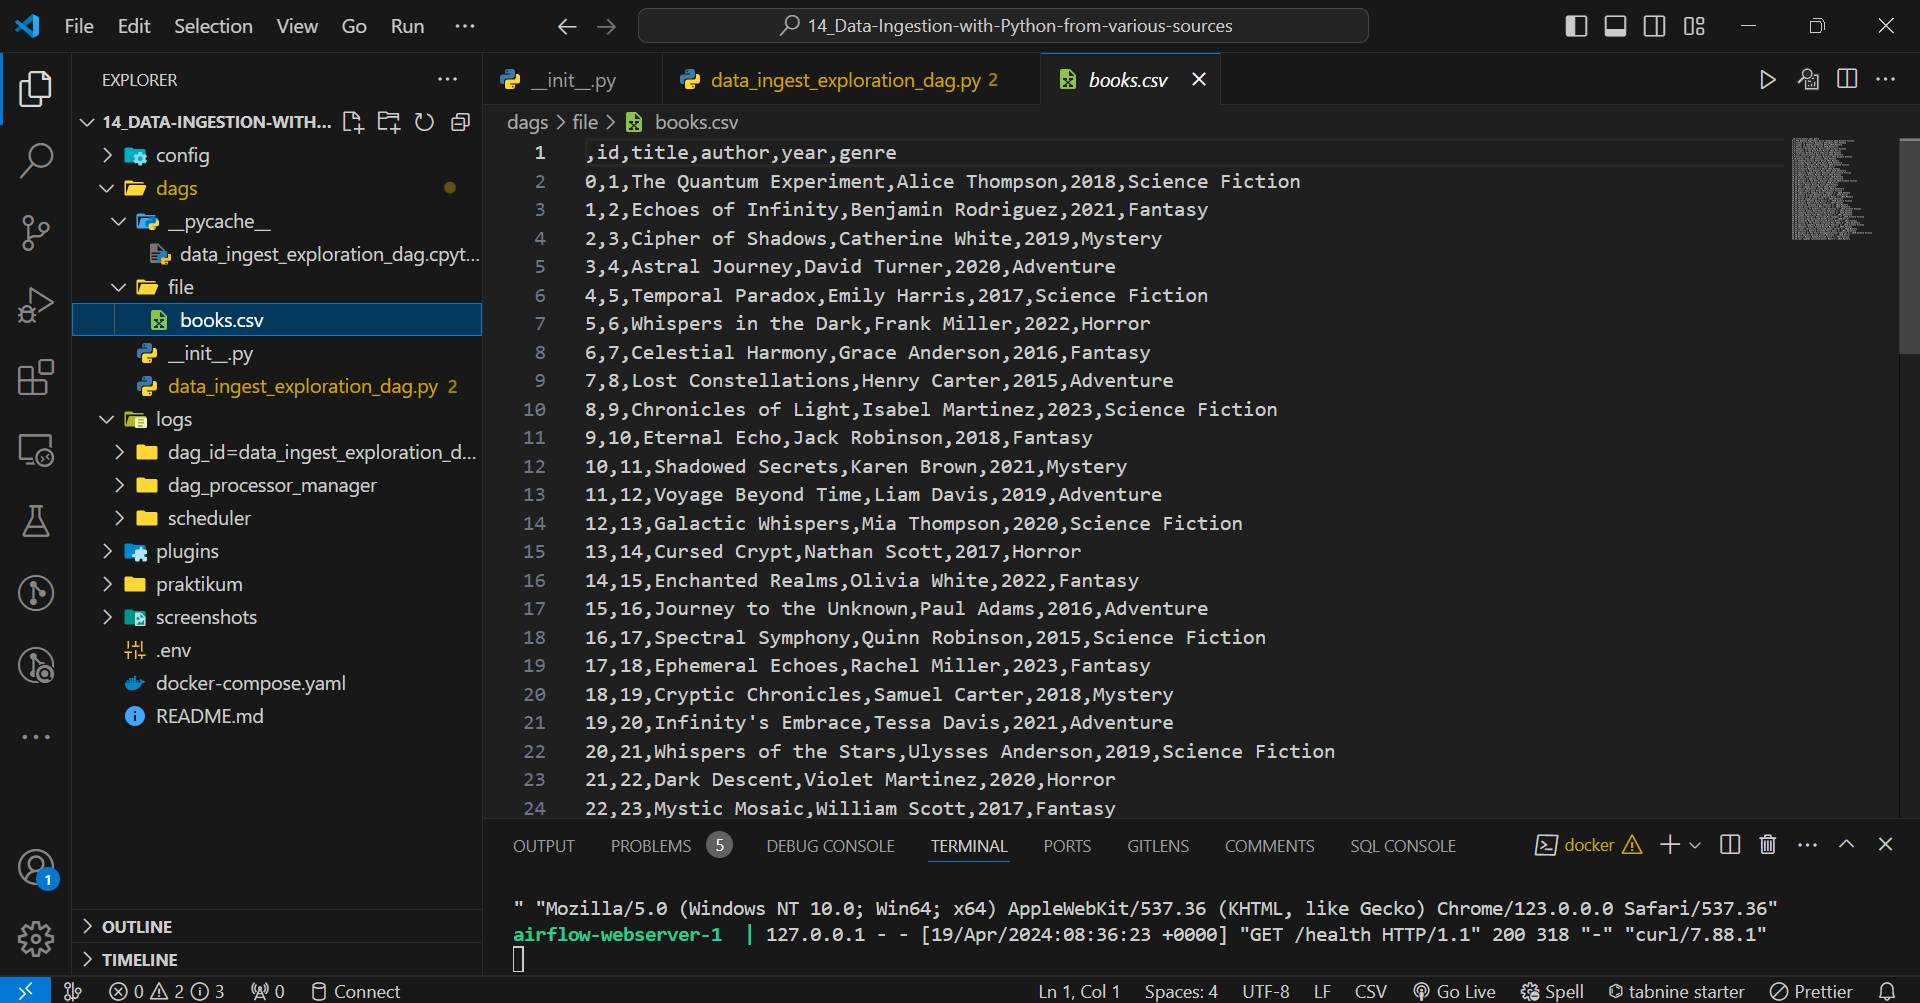 File Edit Selection View Go Run ···
14_Data-Ingestion-with-Python-from-various-sources
EXPLORER
14_DATA-INGESTION-WITH...
config
dags
__pycache__
data_ingest_exploration_dag.cpyt...
file
books.csv
__init__.py
data_ingest_exploration_dag.py 2
logs
dag_id=data_ingest_exploration_d...
dag_processor_manager
scheduler
plugins
praktikum
screenshots
.env
docker-compose.yaml
README.md
OUTLINE
TIMELINE
1
__init__.py data_ingest_exploration_dag.py 2 books.csv
dags > file > books.csv
1 ,id,title,author,year,genre
2 0,1,The Quantum Experiment,Alice Thompson,2018,Science Fiction
3 1,2,Echoes of Infinity,Benjamin Rodriguez,2021,Fantasy
4 2,3,Cipher of Shadows,Catherine White,2019,Mystery
5 3,4,Astral Journey,David Turner,2020,Adventure
6 4,5,Temporal Paradox,Emily Harris,2017,Science Fiction
7 5,6,Whispers in the Dark,Frank Miller,2022,Horror
8 6,7,Celestial Harmony,Grace Anderson,2016,Fantasy
9 7,8,Lost Constellations,Henry Carter,2015,Adventure
10 8,9,Chronicles of Light,Isabel Martinez,2023,Science Fiction
11 9,10,Eternal Echo,Jack Robinson,2018,Fantasy
12 10,11,Shadowed Secrets,Karen Brown,2021,Mystery
13 11,12,Voyage Beyond Time,Liam Davis,2019,Adventure
14 12,13,Galactic Whispers,Mia Thompson,2020,Science Fiction
15 13,14,Cursed Crypt,Nathan Scott,2017,Horror
16 14,15,Enchanted Realms,Olivia White,2022,Fantasy
17 15,16,Journey to the Unknown,Paul Adams,2016,Adventure
18 16,17,Spectral Symphony,Quinn Robinson,2015,Science Fiction
19 17,18,Ephemeral Echoes,Rachel Miller,2023,Fantasy
20 18,19,Cryptic Chronicles,Samuel Carter,2018,Mystery
21 19,20,Infinity's Embrace,Tessa Davis,2021,Adventure
22 20,21,Whispers of the Stars,Ulysses Anderson,2019,Science Fiction
23 21,22,Dark Descent,Violet Martinez,2020,Horror
24 22,23,Mystic Mosaic,William Scott,2017,Fantasy
OUTPUT PROBLEMS 5 DEBUG CONSOLE TERMINAL PORTS GITLENS COMMENTS SQL CONSOLE docker
" "Mozilla/5.0 (Windows NT 10.0; Win64; x64) AppleWebKit/537.36 (KHTML, like Gecko) Chrome/123.0.0.0 Safari/537.36"
airflow-webserver-1 | 127.0.0.1 - - [19/Apr/2024:08:36:23 +0000] "GET /health HTTP/1.1" 200 318 "-" "curl/7.88.1"
0 2 3 0 Connect Ln 1, Col 1 Spaces: 4 UTF-8 LF CSV Go Live Spell tabnine starter Prettier